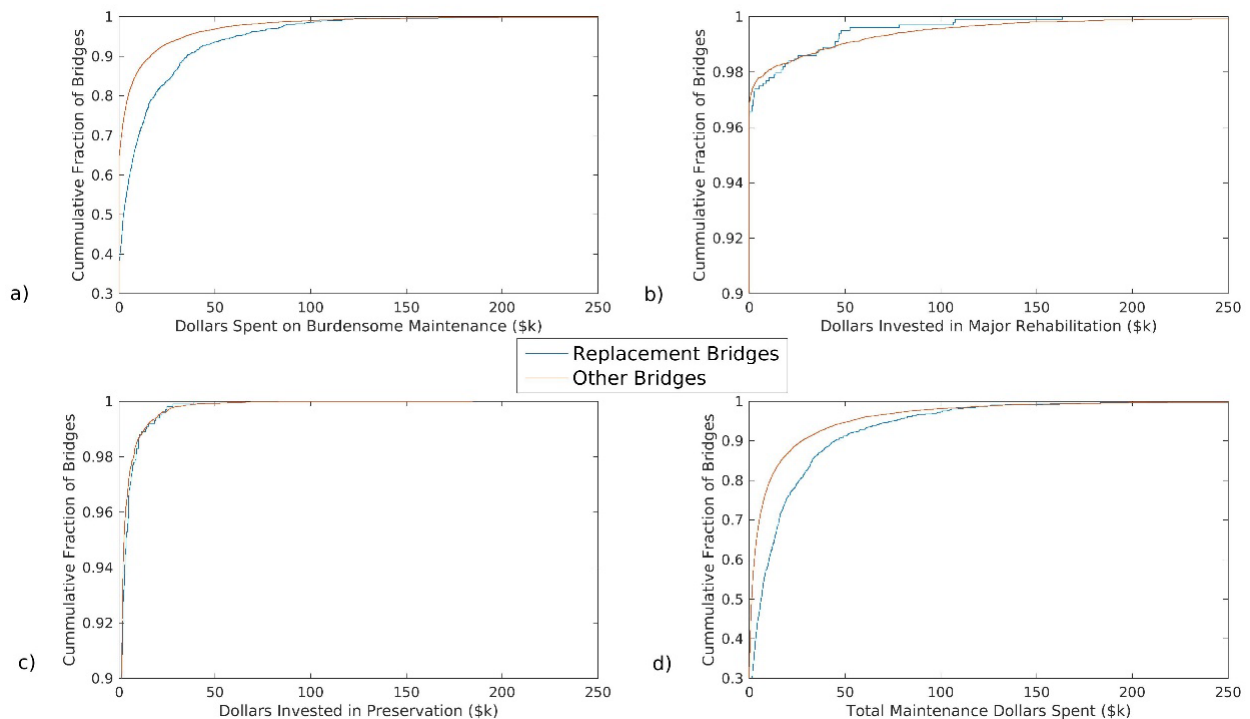 1
0.9
0.8
0.7
0.6
0.5
0.4
0.3
Cummulative Fraction of Bridges
0 50 100 150 200 250
Dollars Spent on Burdensome Maintenance ($k)
a)
1
0.98
0.96
0.94
0.92
0.9
Cummulative Fraction of Bridges
0 50 100 150 200 250
Dollars Invested in Major Rehabilitation ($k)
b)
Replacement Bridges
Other Bridges
1
0.98
0.96
0.94
0.92
0.9
Cummulative Fraction of Bridges
0 50 100 150 200 250
Dollars Invested in Preservation ($k)
c)
1
0.9
0.8
0.7
0.6
0.5
0.4
0.3
Cummulative Fraction of Bridges
0 50 100 150 200 250
Total Maintenance Dollars Spent ($k)
d)